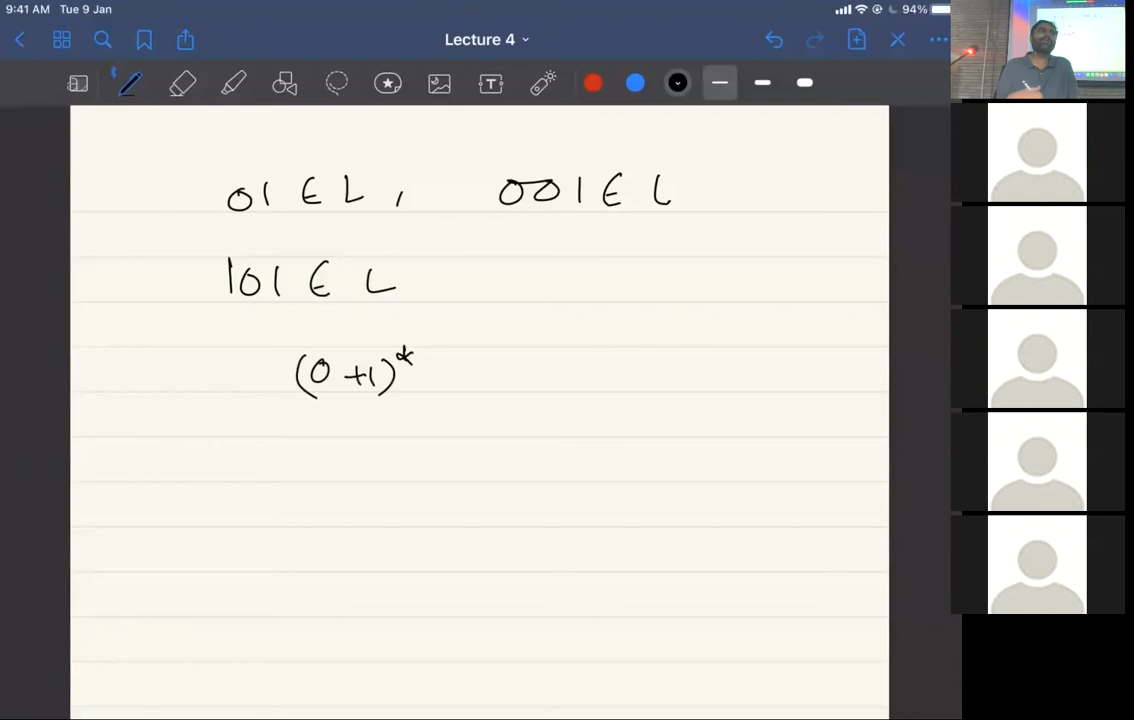 9:41 AM Tue 9 Jan 94%
Lecture 4
T
01 ∈ L, 001 ∈ L
101 ∈ L
(0+1)*